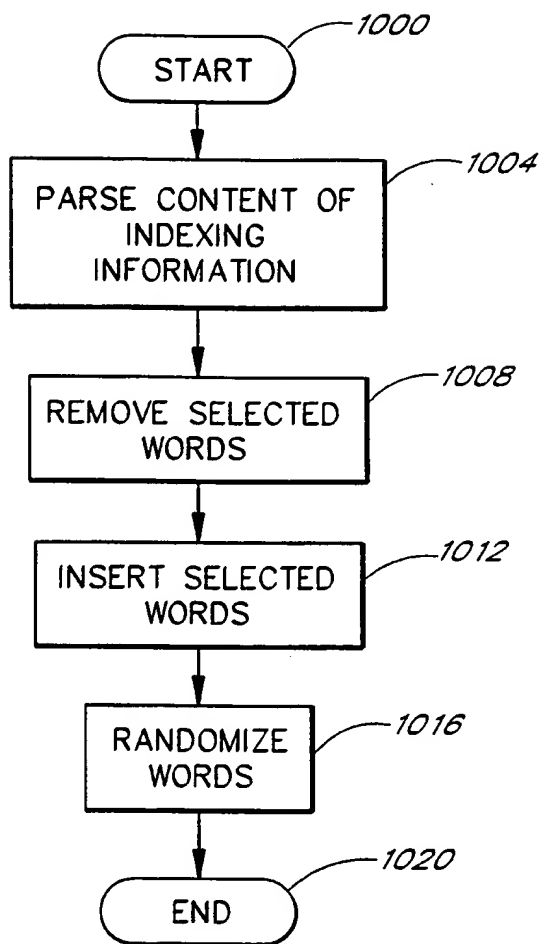 1000
START
1004
PARSE CONTENT OF
INDEXING
INFORMATION
1008
REMOVE SELECTED
WORDS
1012
INSERT SELECTED
WORDS
1016
RANDOMIZE
WORDS
1020
END